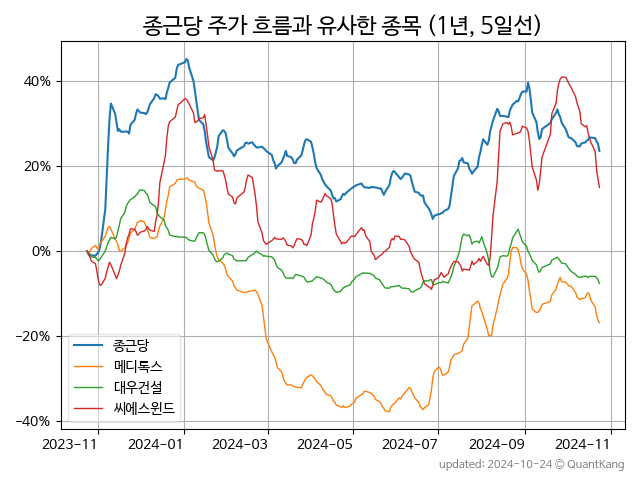 종근당 주가 흐름과 유사한 종목 (1년, 5일선)
40%
20%
0%
−20%
−40%
종근당
메디톡스
대우건설
씨에스윈드
2023-11
2024-01
2024-03
2024-05
2024-07
2024-09
2024-11
updated: 2024-10-24 © QuantKang